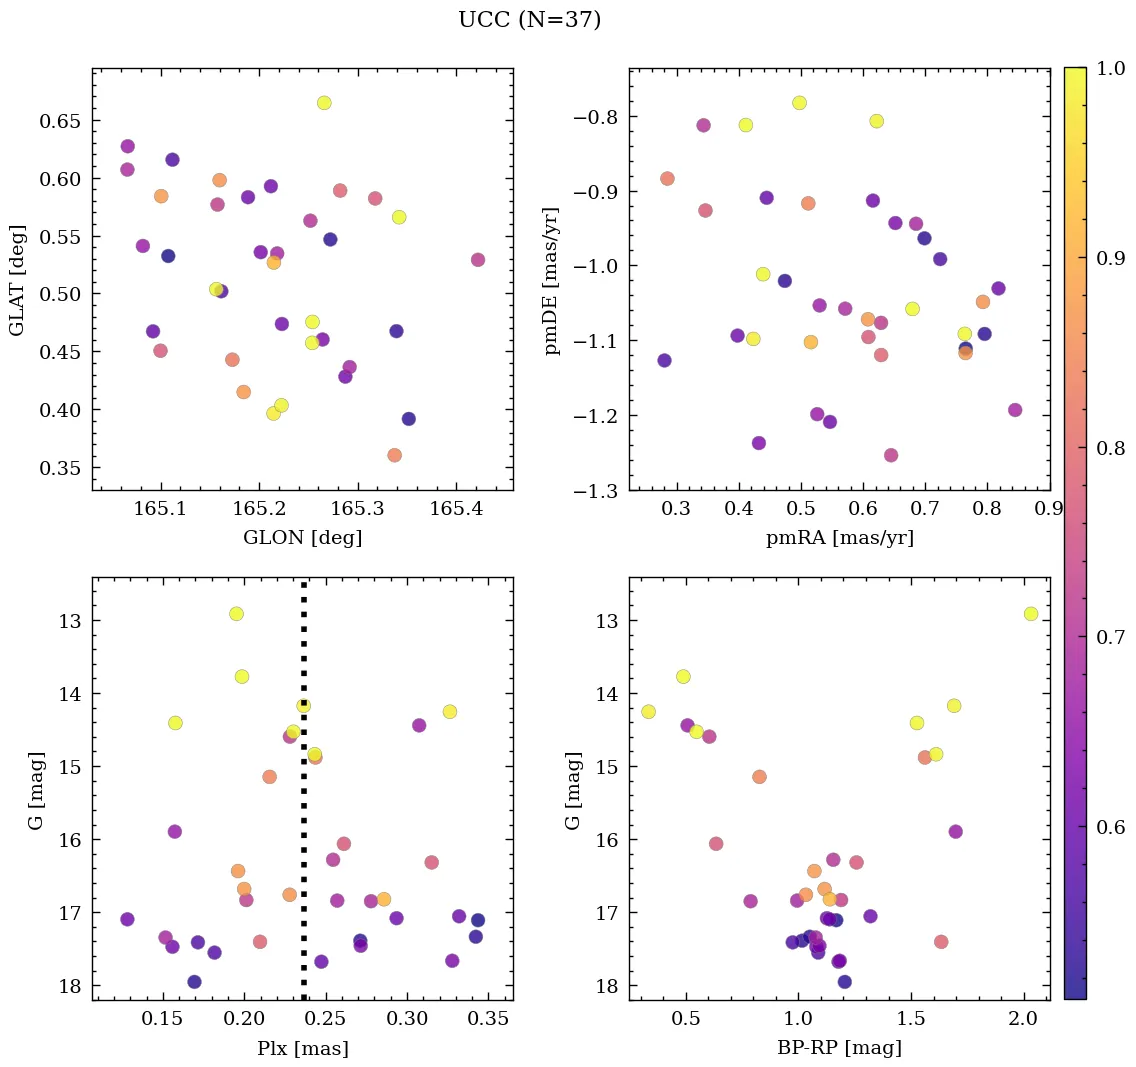 UCC (N=37)
0.65
0.60
0.55
0.50
0.45
0.40
0.35
GLAT [deg]
165.1 165.2 165.3 165.4
GLON [deg]
−0.8
−0.9
−1.0
−1.1
−1.2
−1.3
pmDE [mas/yr]
0.3 0.4 0.5 0.6 0.7 0.8 0.9
pmRA [mas/yr]
13
14
15
16
17
18
G [mag]
0.15 0.20 0.25 0.30 0.35
Plx [mas]
13
14
15
16
17
18
G [mag]
0.5 1.0 1.5 2.0
BP-RP [mag]
1.0
0.9
0.8
0.7
0.6